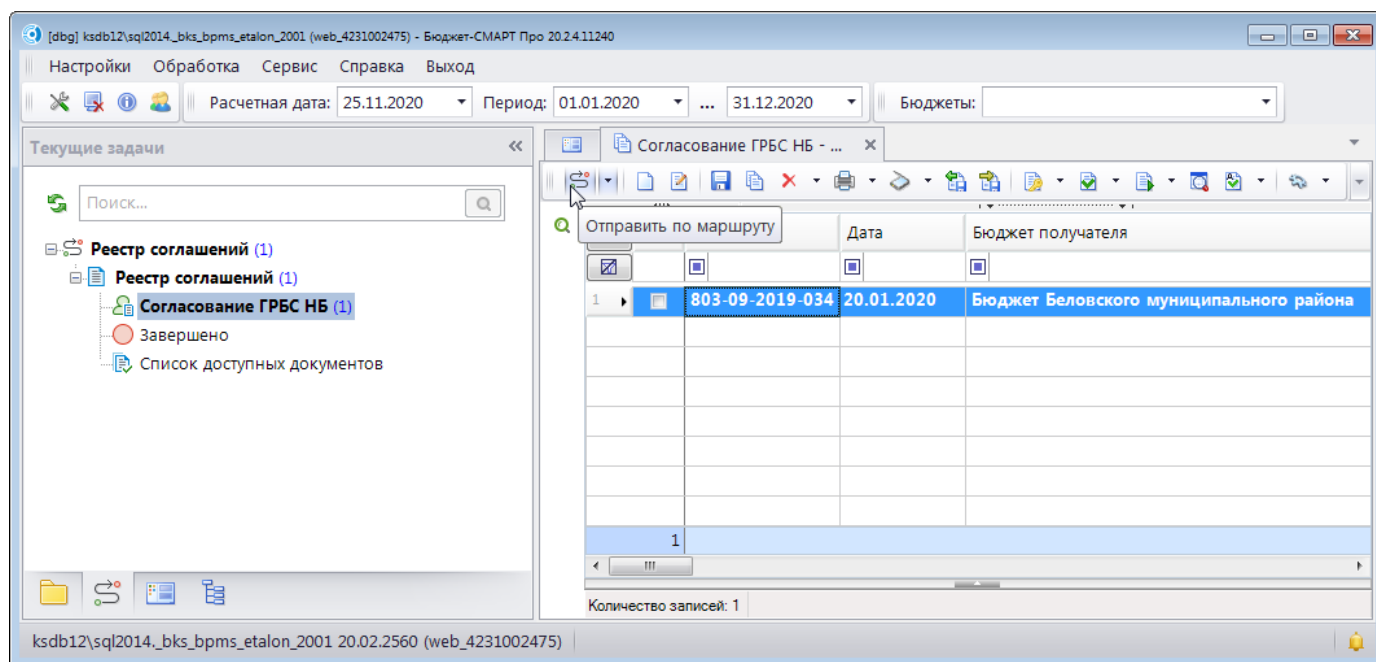 [dbg] ksdb12\sql2014._bks_bpms_etalon_2001 (web_4231002475) - Бюджет-СМАРТ Про 20.2.4.11240
Настройки Обработка Сервис Справка Выход
Расчетная дата: 25.11.2020 Период: 01.01.2020 ... 31.12.2020 Бюджеты:
Текущие задачи
Согласование ГРБС НБ - ...
Поиск...
Отправить по маршруту
Дата Бюджет получателя
Реестр соглашений (1)
Реестр соглашений (1)
Согласование ГРБС НБ (1)
Завершено
Список доступных документов
1 803-09-2019-034 20.01.2020 Бюджет Беловского муниципального района
1
Количество записей: 1
ksdb12\sql2014._bks_bpms_etalon_2001 20.02.2560 (web_4231002475)